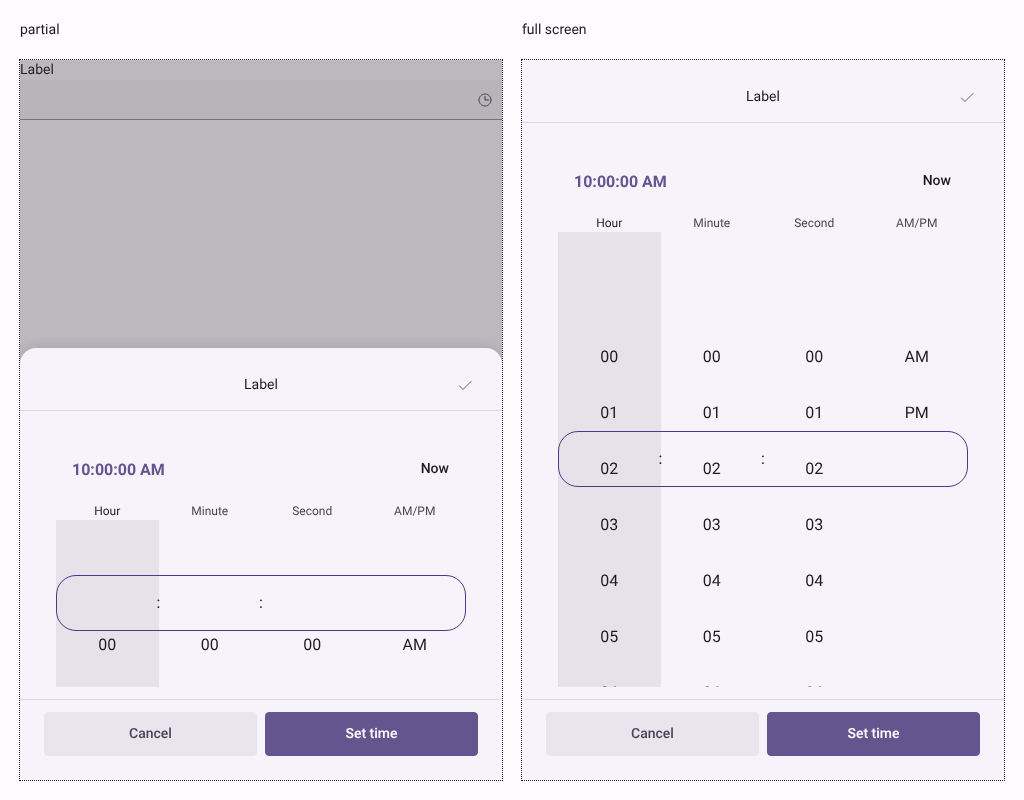 partial
Label
Label
10:00:00 AM
Now
Hour Minute Second AM/PM
: :
00 00 00 AM
Cancel Set time
full screen
Label
10:00:00 AM
Now
Hour Minute Second AM/PM
00 00 00 AM
01 01 01 PM
02 : 02 : 02
03 03 03
04 04 04
05 05 05
Cancel Set time